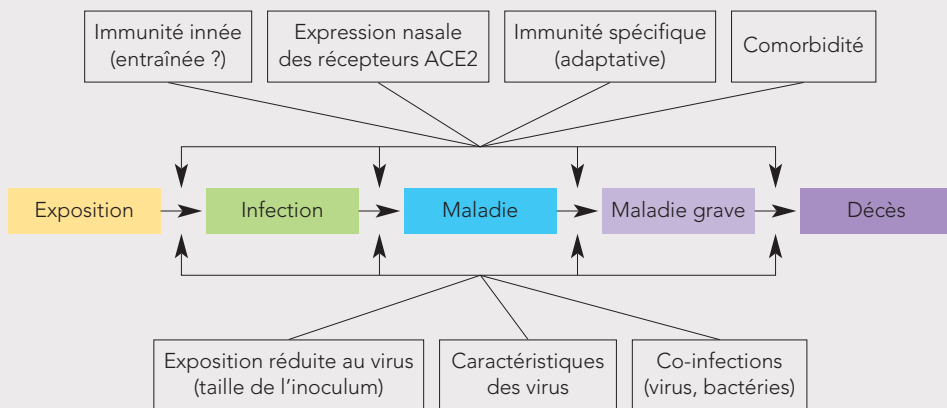 Immunité innée
(entraînée ?)
Expression nasale
des récepteurs ACE2
Immunité spécifique
(adaptative)
Comorbidité
Exposition
Infection
Maladie
Maladie grave
Décès
Exposition réduite au virus
(taille de l'inoculum)
Caractéristiques
des virus
Co-infections
(virus, bactéries)